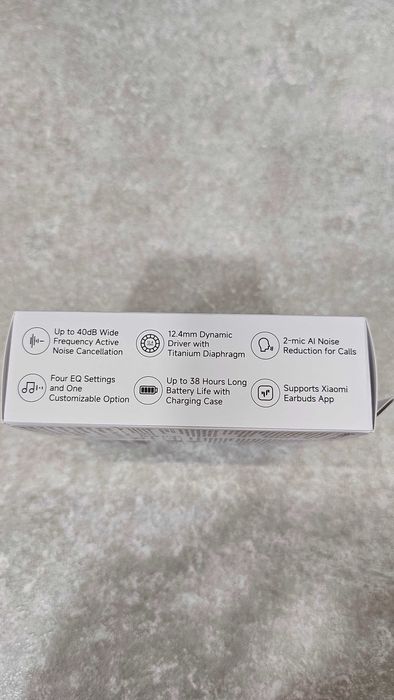 Up to 40dB Wide
Frequency Active
Noise Cancellation
12.4mm Dynamic
Driver with
Titanium Diaphragm
2-mic AI Noise
Reduction for Calls
Four EQ Settings
and One
Customizable Option
Up to 38 Hours Long
Battery Life with
Charging Case
Supports Xiaomi
Earbuds App